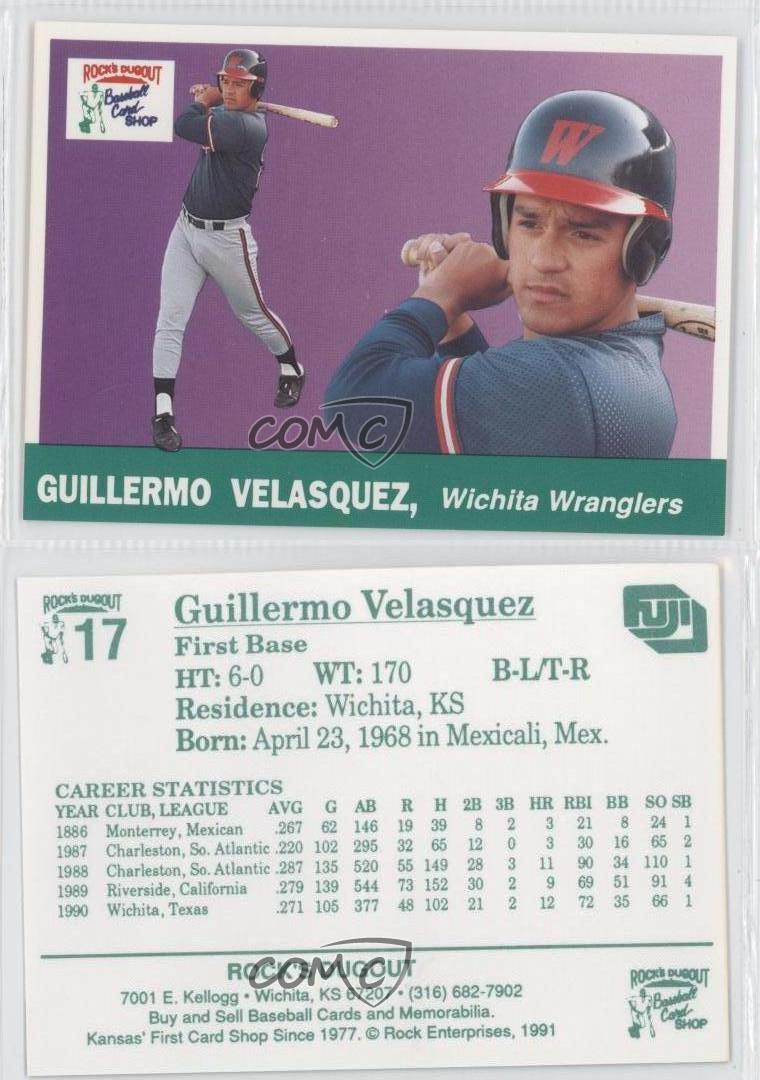 ROCK'S DUGOUT
Baseball
Card
SHOP
W
W
COMC
GUILLERMO VELASQUEZ, Wichita Wranglers
ROCK'S DUGOUT
17
Guillermo Velasquez
FUJI
First Base
HT: 6-0 WT: 170 B-L/T-R
Residence: Wichita, KS
Born: April 23, 1968 in Mexicali, Mex.
CAREER STATISTICS
YEAR CLUB, LEAGUE AVG G AB R H 2B 3B HR RBI BB SO SB
1886 Monterrey, Mexican .267 62 146 19 39 8 2 3 21 8 24 1
1987 Charleston, So. Atlantic .220 102 295 32 65 12 0 3 30 16 65 2
1988 Charleston, So. Atlantic .287 135 520 55 149 28 3 11 90 34 110 1
1989 Riverside, California .279 139 544 73 152 30 2 9 69 51 91 4
1990 Wichita, Texas .271 105 377 48 102 21 2 12 72 35 66 1
COMC
ROCK'S DUGOUT
7001 E. Kellogg • Wichita, KS 67207 • (316) 682-7902
Buy and Sell Baseball Cards and Memorabilia.
Kansas' First Card Shop Since 1977. © Rock Enterprises, 1991
ROCK'S DUGOUT
Baseball
Card
SHOP